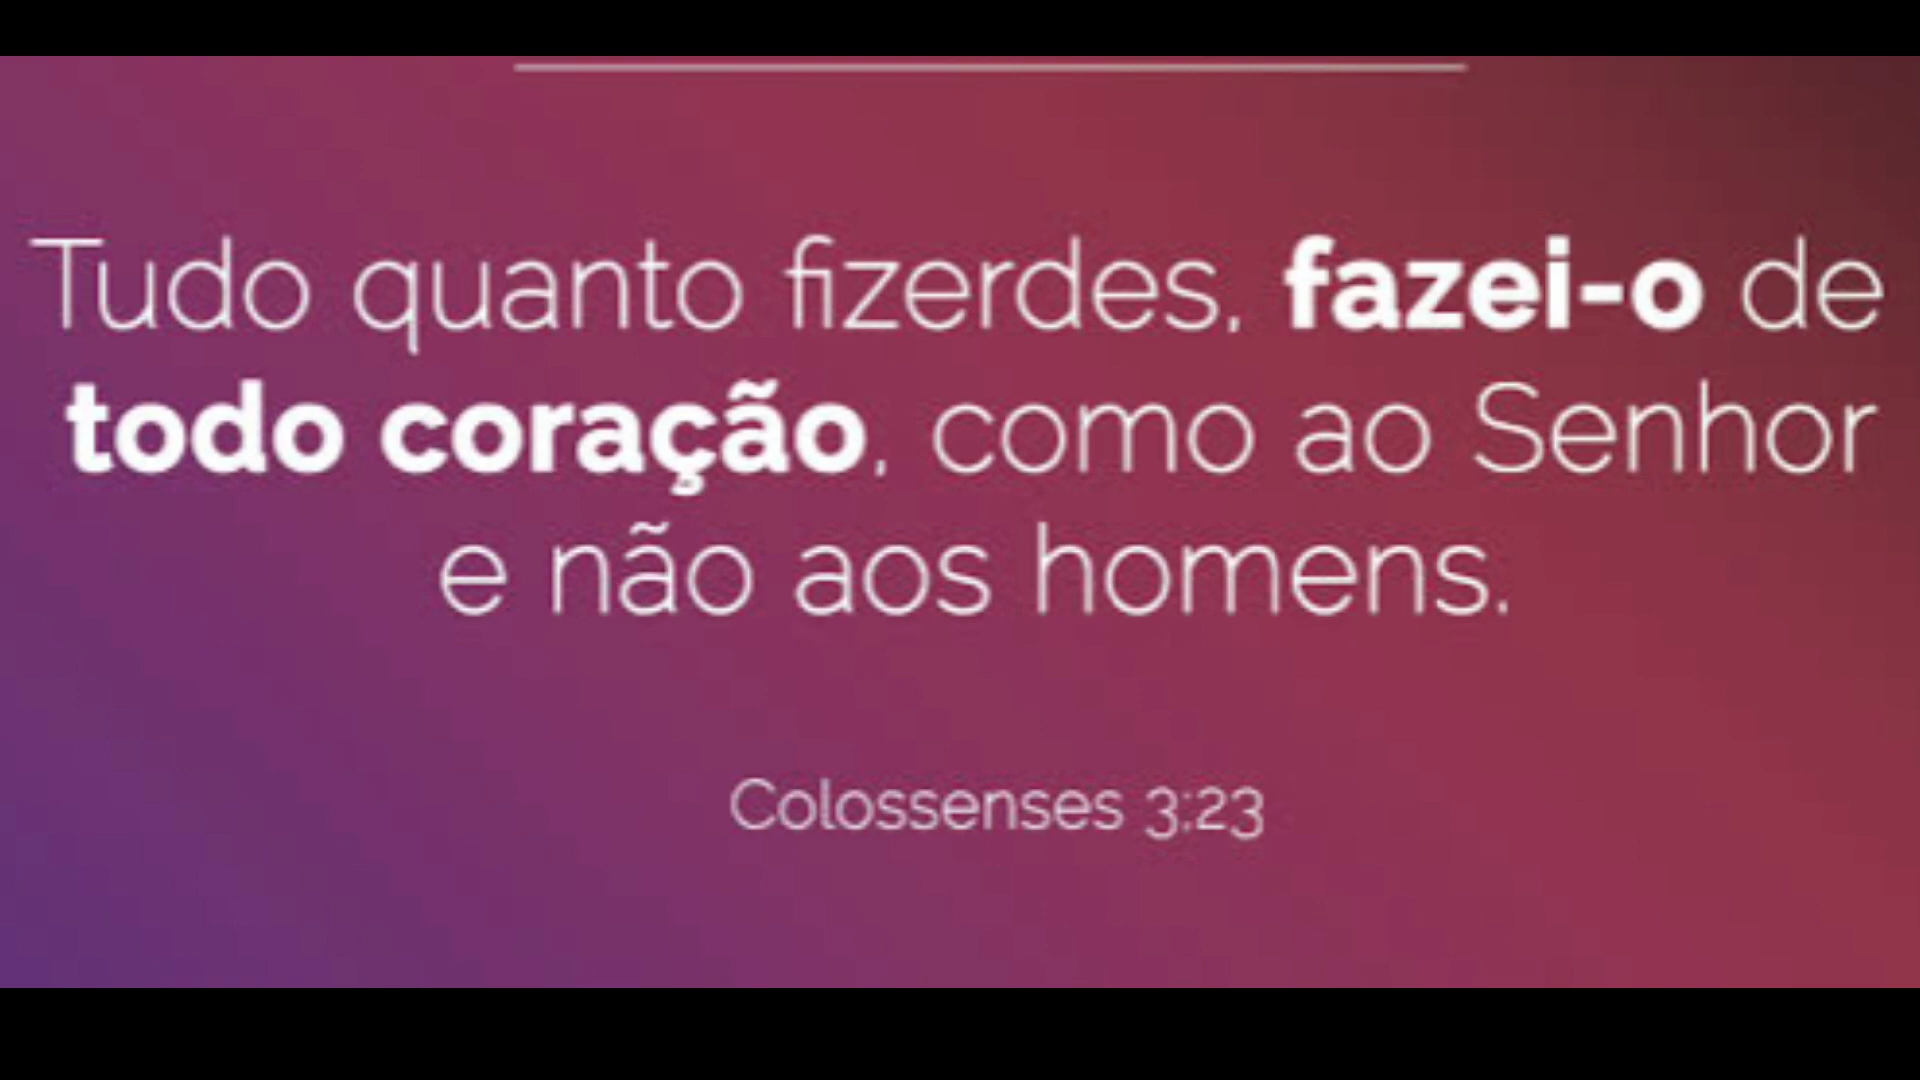 Tudo quanto fizerdes, fazei-o de
todo coração, como ao Senhor
e não aos homens.
Colossenses 3:23